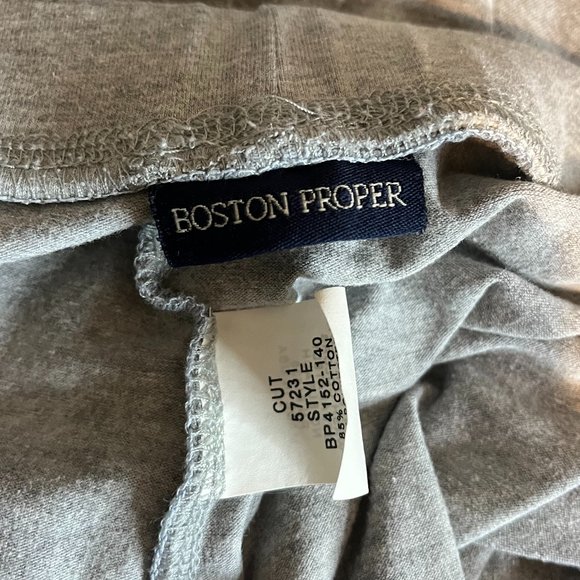 BOSTON PROPER
CUT
57231
STYLE
BP4152-140
85% COTTON